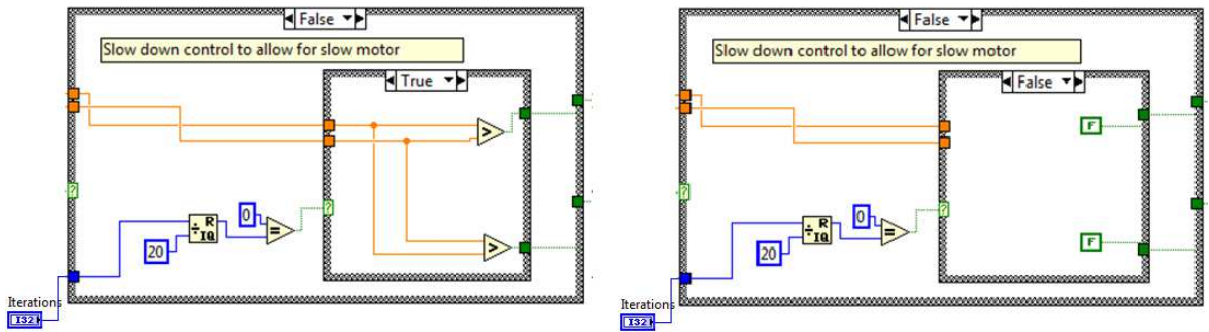 False
Slow down control to allow for slow motor
True
>
?
?
R
÷IQ
0
=
20
>
Iterations
I32
False
Slow down control to allow for slow motor
False
F
?
?
R
÷IQ
0
=
20
F
Iterations
I32